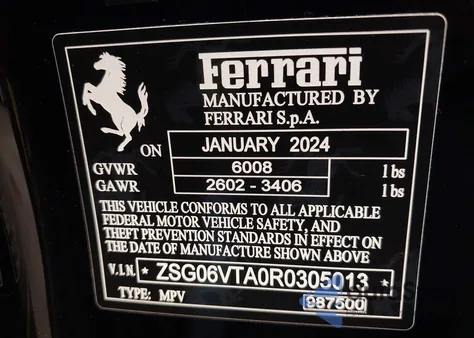 Ferrari
MANUFACTURED BY
FERRARI S.p.A.
ON JANUARY 2024
GVWR 6008 lbs
GAWR 2602 - 3406 lbs
THIS VEHICLE CONFORMS TO ALL APPLICABLE
FEDERAL MOTOR VEHICLE SAFETY, AND
THEFT PREVENTION STANDARDS IN EFFECT ON
THE DATE OF MANUFACTURE SHOWN ABOVE
V.I.N. * ZSG06VTA0R0305013 *
TYPE: MPV 987500